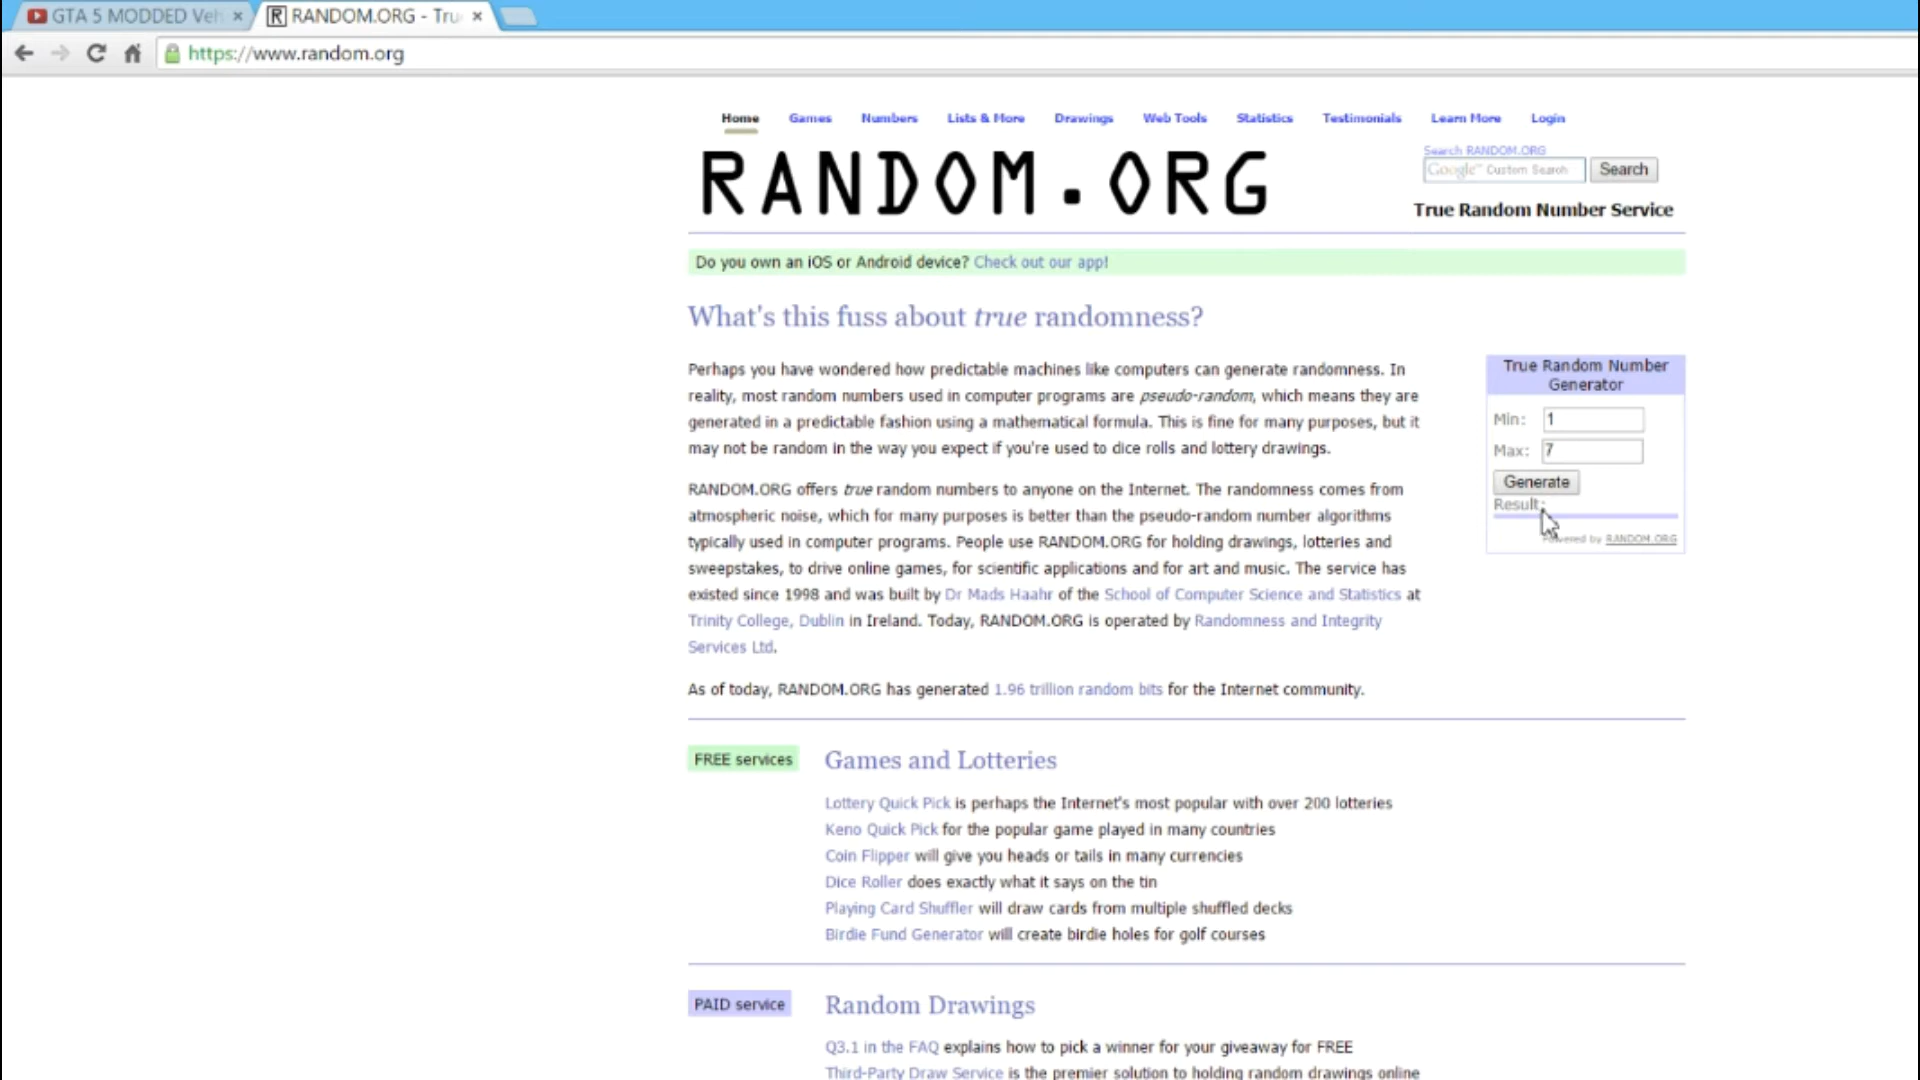 GTA 5 MODDED Veh
RANDOM.ORG - Tru
https://www.random.org
Home Games Numbers Lists & More Drawings Web Tools Statistics Testimonials Learn More Login
RANDOM.ORG
Search RANDOM.ORG
Google™ Custom Search Search
True Random Number Service
Do you own an iOS or Android device? Check out our app!
What's this fuss about true randomness?
Perhaps you have wondered how predictable machines like computers can generate randomness. In
reality, most random numbers used in computer programs are pseudo-random, which means they are
generated in a predictable fashion using a mathematical formula. This is fine for many purposes, but it
may not be random in the way you expect if you're used to dice rolls and lottery drawings.
RANDOM.ORG offers true random numbers to anyone on the Internet. The randomness comes from
atmospheric noise, which for many purposes is better than the pseudo-random number algorithms
typically used in computer programs. People use RANDOM.ORG for holding drawings, lotteries and
sweepstakes, to drive online games, for scientific applications and for art and music. The service has
existed since 1998 and was built by Dr Mads Haahr of the School of Computer Science and Statistics at
Trinity College, Dublin in Ireland. Today, RANDOM.ORG is operated by Randomness and Integrity
Services Ltd.
As of today, RANDOM.ORG has generated 1.96 trillion random bits for the Internet community.
True Random Number
Generator
Min: 1
Max: 7
Generate
Result:
Powered by RANDOM.ORG
FREE services
Games and Lotteries
Lottery Quick Pick is perhaps the Internet's most popular with over 200 lotteries
Keno Quick Pick for the popular game played in many countries
Coin Flipper will give you heads or tails in many currencies
Dice Roller does exactly what it says on the tin
Playing Card Shuffler will draw cards from multiple shuffled decks
Birdie Fund Generator will create birdie holes for golf courses
PAID service
Random Drawings
Q3.1 in the FAQ explains how to pick a winner for your giveaway for FREE
Third-Party Draw Service is the premier solution to holding random drawings online